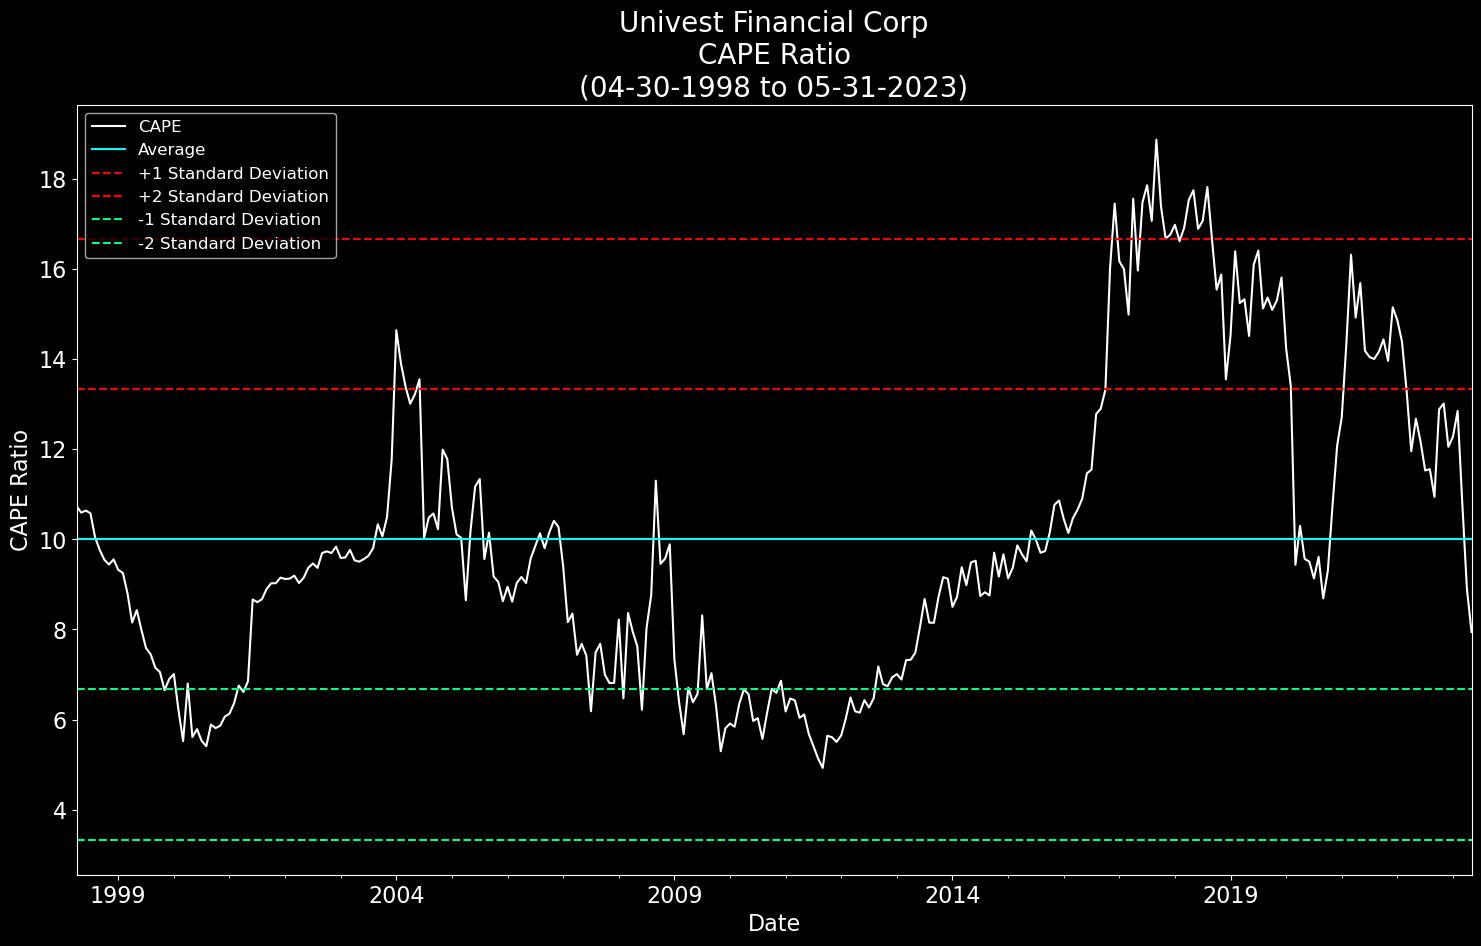 Univest Financial Corp
CAPE Ratio
(04-30-1998 to 05-31-2023)
CAPE
Average
+1 Standard Deviation
+2 Standard Deviation
-1 Standard Deviation
-2 Standard Deviation
CAPE Ratio
18
16
14
12
10
8
6
4
1999 2004 2009 2014 2019
Date